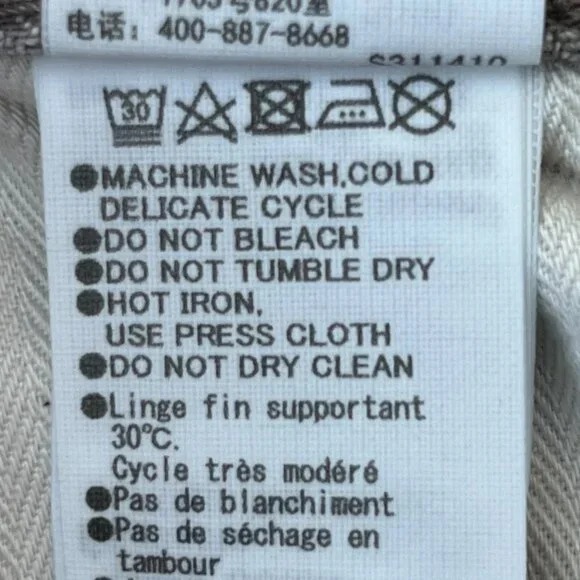 电话: 400-887-8668
30
●MACHINE WASH,COLD
DELICATE CYCLE
●DO NOT BLEACH
●DO NOT TUMBLE DRY
●HOT IRON,
USE PRESS CLOTH
●DO NOT DRY CLEAN
●Linge fin supportant
30°C.
Cycle très modéré
●Pas de blanchiment
●Pas de séchage en
tambour